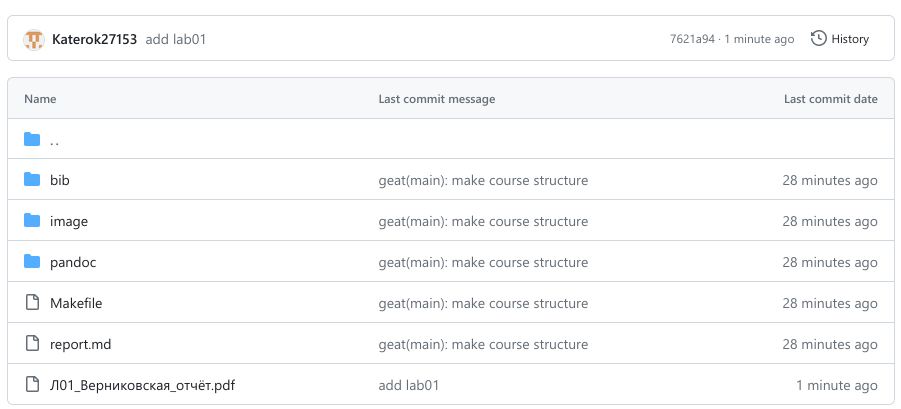 Katerok27153 add lab01 7621a94 · 1 minute ago History
Name Last commit message Last commit date
..
bib geat(main): make course structure 28 minutes ago
image geat(main): make course structure 28 minutes ago
pandoc geat(main): make course structure 28 minutes ago
Makefile geat(main): make course structure 28 minutes ago
report.md geat(main): make course structure 28 minutes ago
Л01_Верниковская_отчёт.pdf add lab01 1 minute ago